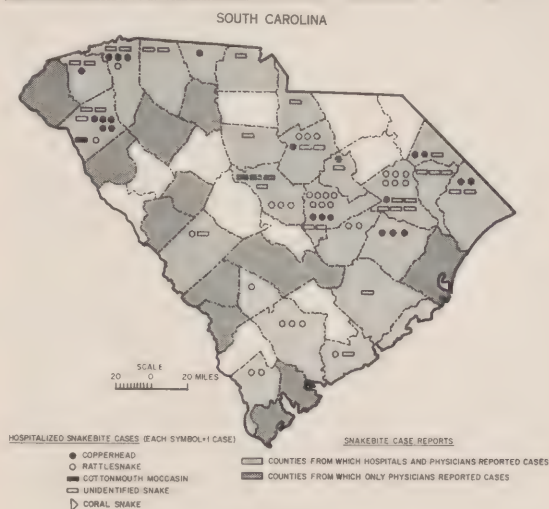 SOUTH CAROLINA
SCALE
20 0 20 MILES
HOSPITALIZED SNAKEBITE CASES (EACH SYMBOL=1 CASE)
● COPPERHEAD
○ RATTLESNAKE
COTTONMOUTH MOCCASIN
UNIDENTIFIED SNAKE
CORAL SNAKE
SNAKEBITE CASE REPORTS
COUNTIES FROM WHICH HOSPITALS AND PHYSICIANS REPORTED CASES
COUNTIES FROM WHICH ONLY PHYSICIANS REPORTED CASES